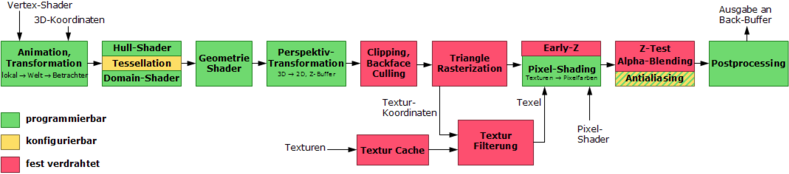 Vertex-Shader
3D-Koordinaten
Ausgabe an
Back-Buffer
Animation,
Transformation
lokal → Welt → Betrachter
Hull-Shader
Tessellation
Domain-Shader
Geometrie
Shader
Perspektiv-
Transformation
3D → 2D, Z-Buffer
Clipping,
Backface
Culling
Triangle
Rasterization
Early-Z
Pixel-Shading
Texturen → Pixelfarben
Z-Test
Alpha-Blending
Antialiasing
Postprocessing
Textur-
Koordinaten
Texel
Pixel-
Shader
Texturen
Textur Cache
Textur
Filterung
programmierbar
konfigurierbar
fest verdrahtet